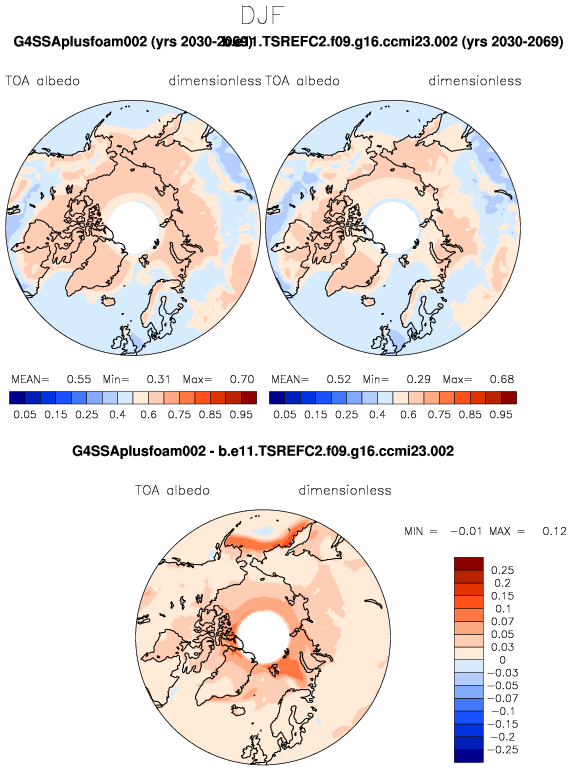 DJF
G4SSAplusfoam002 (yrs 2030-2069) b.e11.TSREFC2.f09.g16.ccmi23.002 (yrs 2030-2069)
TOA albedo dimensionless TOA albedo dimensionless
MEAN= 0.55 Min= 0.31 Max= 0.70 MEAN= 0.52 Min= 0.29 Max= 0.68
0.05 0.15 0.25 0.4 0.6 0.75 0.85 0.95 0.05 0.15 0.25 0.4 0.6 0.75 0.85 0.95
G4SSAplusfoam002 - b.e11.TSREFC2.f09.g16.ccmi23.002
TOA albedo dimensionless
MIN = -0.01 MAX = 0.12
0.25
0.2
0.15
0.1
0.07
0.05
0.03
0
-0.03
-0.05
-0.07
-0.1
-0.15
-0.2
-0.25